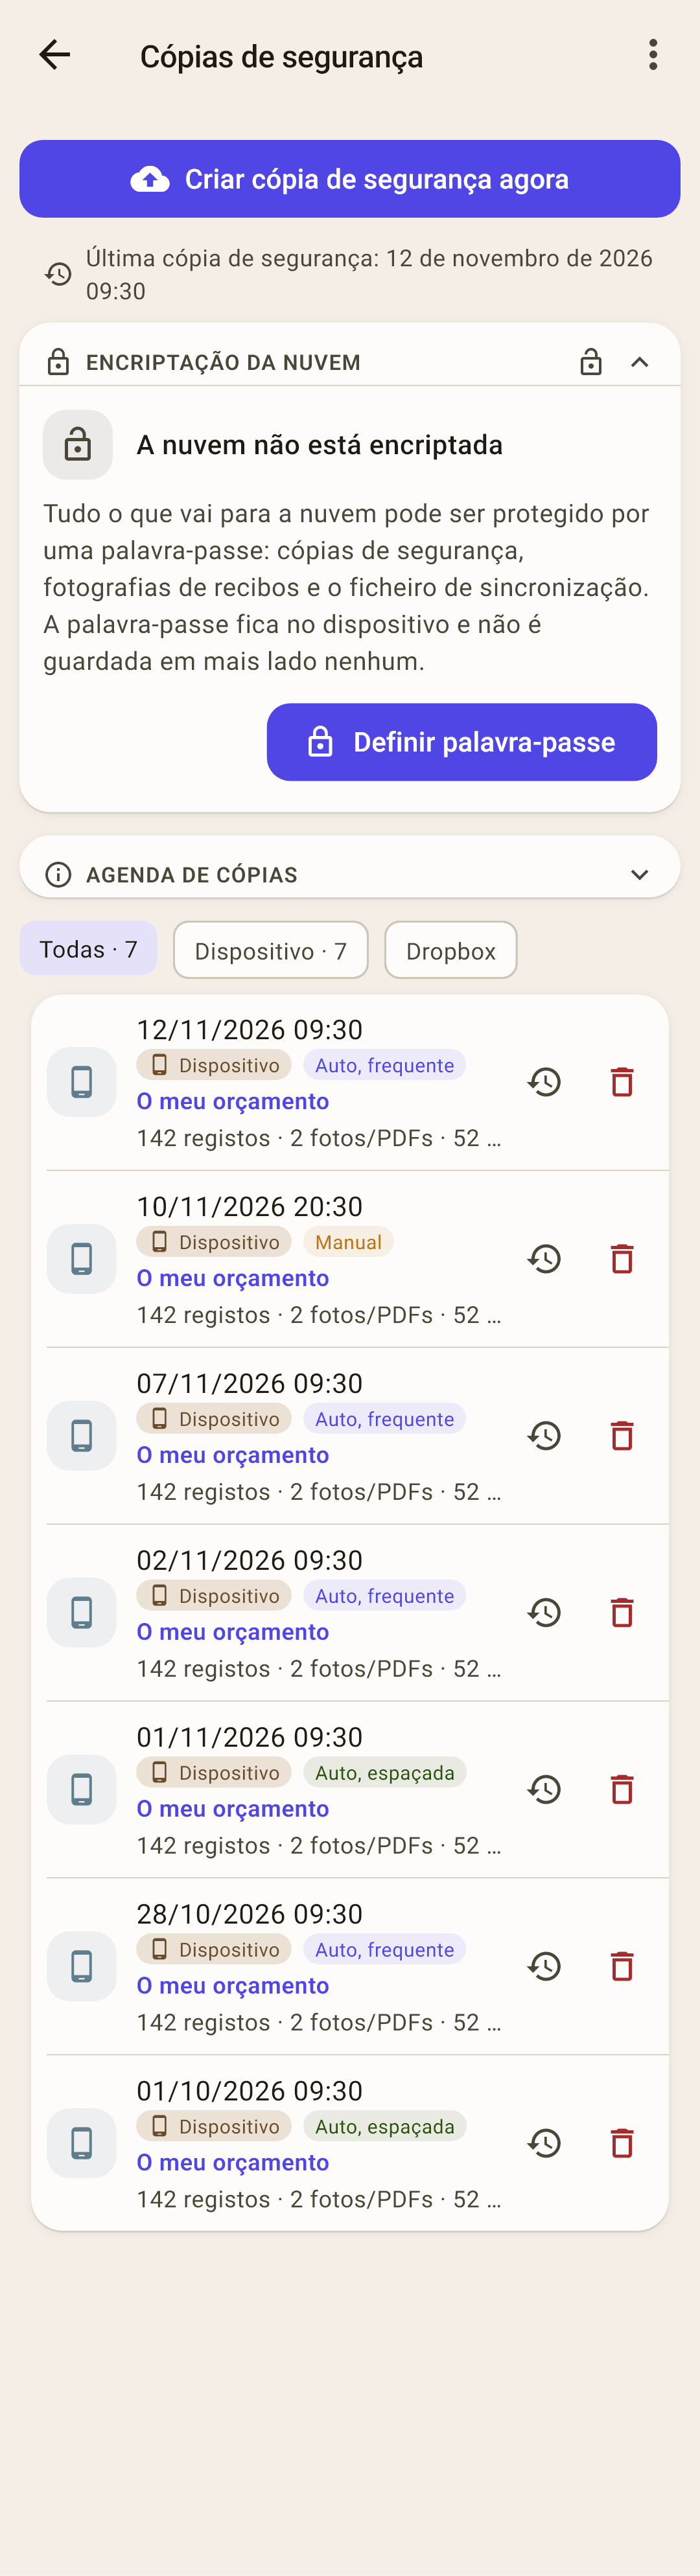 Cópias de segurança
Criar cópia de segurança agora
Última cópia de segurança: 12 de novembro de 2026
09:30
ENCRIPTAÇÃO DA NUVEM
A nuvem não está encriptada
Tudo o que vai para a nuvem pode ser protegido por
uma palavra-passe: cópias de segurança,
fotografias de recibos e o ficheiro de sincronização.
A palavra-passe fica no dispositivo e não é
guardada em mais lado nenhum.
Definir palavra-passe
AGENDA DE CÓPIAS
Todas · 7 Dispositivo · 7 Dropbox
12/11/2026 09:30
Dispositivo Auto, frequente
O meu orçamento
142 registos · 2 fotos/PDFs · 52 ...
10/11/2026 20:30
Dispositivo Manual
O meu orçamento
142 registos · 2 fotos/PDFs · 52 ...
07/11/2026 09:30
Dispositivo Auto, frequente
O meu orçamento
142 registos · 2 fotos/PDFs · 52 ...
02/11/2026 09:30
Dispositivo Auto, frequente
O meu orçamento
142 registos · 2 fotos/PDFs · 52 ...
01/11/2026 09:30
Dispositivo Auto, espaçada
O meu orçamento
142 registos · 2 fotos/PDFs · 52 ...
28/10/2026 09:30
Dispositivo Auto, frequente
O meu orçamento
142 registos · 2 fotos/PDFs · 52 ...
01/10/2026 09:30
Dispositivo Auto, espaçada
O meu orçamento
142 registos · 2 fotos/PDFs · 52 ...